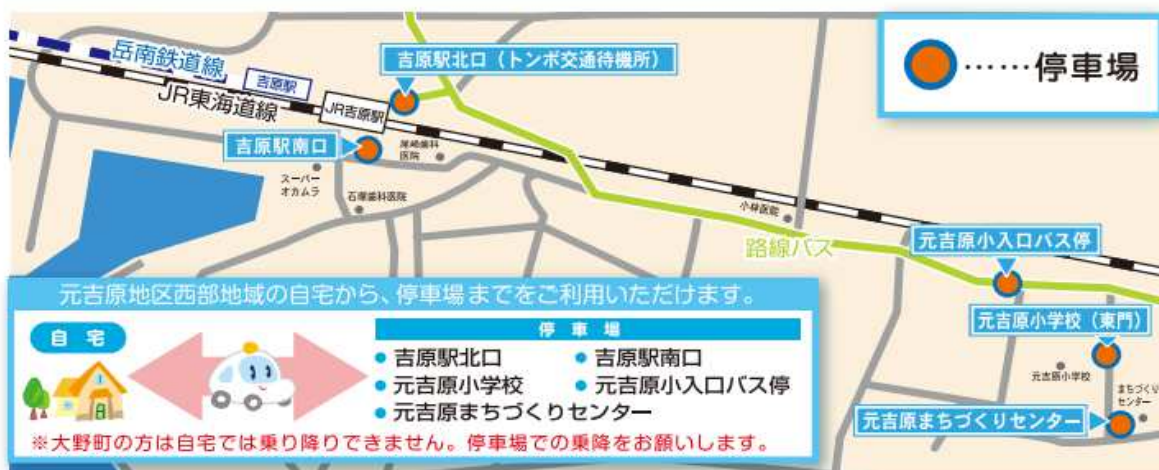 吉原駅北口（トンボ交通待機所）
……停車場
岳南鉄道線
吉原駅
JR東海道線
JR吉原駅
吉原駅南口
尾崎歯科
医院
スーパー
オカムラ
石塚歯科医院
小林医院
路線バス
元吉原小入口バス停
元吉原小学校（東門）
元吉原小学校
まちづくり
センター
元吉原まちづくりセンター
元吉原地区西部地域の自宅から、停車場までをご利用いただけます。
自宅
停車場
● 吉原駅北口 ● 吉原駅南口
● 元吉原小学校 ● 元吉原小入口バス停
● 元吉原まちづくりセンター
※大野町の方は自宅では乗り降りできません。停車場での乗降をお願いします。